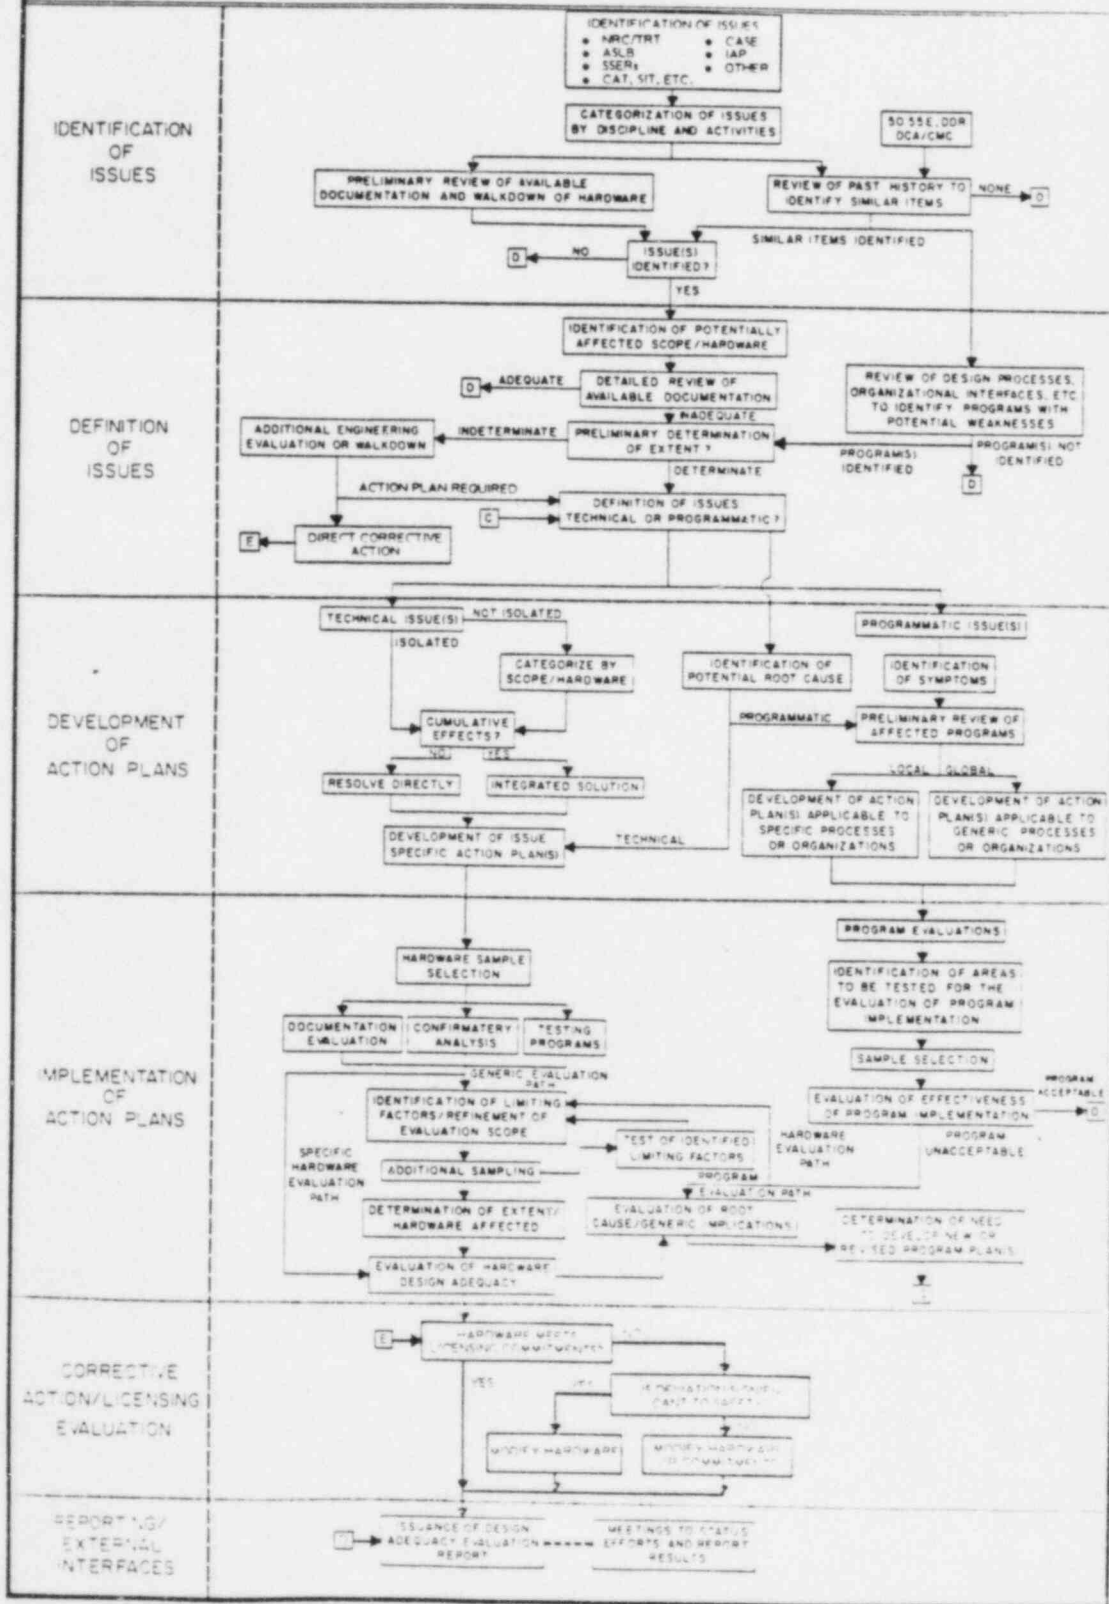 IDENTIFICATION OF ISSUES
• NRC/TRT • CASE
• ASLB • IAP
• SSERs • OTHER
• CAT, SIT, ETC.
CATEGORIZATION OF ISSUES
BY DISCIPLINE AND ACTIVITIES
50.55E, DDR
DCA/CMC
IDENTIFICATION
OF
ISSUES
PRELIMINARY REVIEW OF AVAILABLE
DOCUMENTATION AND WALKDOWN OF HARDWARE
REVIEW OF PAST HISTORY TO
IDENTIFY SIMILAR ITEMS
NONE
D
SIMILAR ITEMS IDENTIFIED
D
NO
ISSUE(S)
IDENTIFIED?
YES
DEFINITION
OF
ISSUES
IDENTIFICATION OF POTENTIALLY
AFFECTED SCOPE/HARDWARE
D
ADEQUATE
DETAILED REVIEW OF
AVAILABLE DOCUMENTATION
INADEQUATE
REVIEW OF DESIGN PROCESSES,
ORGANIZATIONAL INTERFACES, ETC.
TO IDENTIFY PROGRAMS WITH
POTENTIAL WEAKNESSES
ADDITIONAL ENGINEERING
EVALUATION OR WALKDOWN
INDETERMINATE
PRELIMINARY DETERMINATION
OF EXTENT?
PROGRAM(S)
IDENTIFIED
PROGRAM(S) NOT
IDENTIFIED
D
DETERMINATE
ACTION PLAN REQUIRED
C
DEFINITION OF ISSUES
TECHNICAL OR PROGRAMMATIC?
E
DIRECT CORRECTIVE
ACTION
DEVELOPMENT
OF
ACTION PLANS
TECHNICAL ISSUE(S)
NOT ISOLATED
ISOLATED
PROGRAMMATIC ISSUE(S)
CATEGORIZE BY
SCOPE/HARDWARE
IDENTIFICATION OF
POTENTIAL ROOT CAUSE
IDENTIFICATION
OF SYMPTOMS
CUMULATIVE
EFFECTS?
PROGRAMMATIC
PRELIMINARY REVIEW OF
AFFECTED PROGRAMS
NO
YES
LOCAL
GLOBAL
RESOLVE DIRECTLY
INTEGRATED SOLUTION
DEVELOPMENT OF ACTION
PLAN(S) APPLICABLE TO
SPECIFIC PROCESSES
OR ORGANIZATIONS
DEVELOPMENT OF ACTION
PLAN(S) APPLICABLE TO
GENERIC PROCESSES
OR ORGANIZATIONS
DEVELOPMENT OF ISSUE
SPECIFIC ACTION PLAN(S)
TECHNICAL
IMPLEMENTATION
OF
ACTION PLANS
HARDWARE SAMPLE
SELECTION
PROGRAM EVALUATIONS
IDENTIFICATION OF AREAS
TO BE TESTED FOR THE
EVALUATION OF PROGRAM
IMPLEMENTATION
DOCUMENTATION
EVALUATION
CONFIRMATERY
ANALYSIS
TESTING
PROGRAMS
SAMPLE SELECTION
GENERIC EVALUATION
PATH
IDENTIFICATION OF LIMITING
FACTORS/REFINEMENT OF
EVALUATION SCOPE
EVALUATION OF EFFECTIVENESS
OF PROGRAM IMPLEMENTATION
PROGRAM
ACCEPTABLE
D
SPECIFIC
HARDWARE
EVALUATION
PATH
TEST OF IDENTIFIED
LIMITING FACTORS
HARDWARE
EVALUATION
PATH
PROGRAM
UNACCEPTABLE
ADDITIONAL SAMPLING
PROGRAM
EVALUATION PATH
DETERMINATION OF EXTENT/
HARDWARE AFFECTED
EVALUATION OF ROOT
CAUSE/GENERIC IMPLICATIONS
DETERMINATION OF NEED
TO DEVELOP NEW OR
REVISED PROGRAM PLAN(S)
EVALUATION OF HARDWARE
DESIGN ADEQUACY
CORRECTIVE
ACTION/LICENSING
EVALUATION
E
HARDWARE MEETS
LICENSING COMMITMENTS?
NO
YES
YES
MODIFY HARDWARE
MODIFY HARDWARE
OR COMMITMENTS
REPORTING/
EXTERNAL
INTERFACES
ISSUANCE OF DESIGN
ADEQUACY EVALUATION
REPORT
MEETINGS TO STATUS
EFFORTS AND REPORT
RESULTS